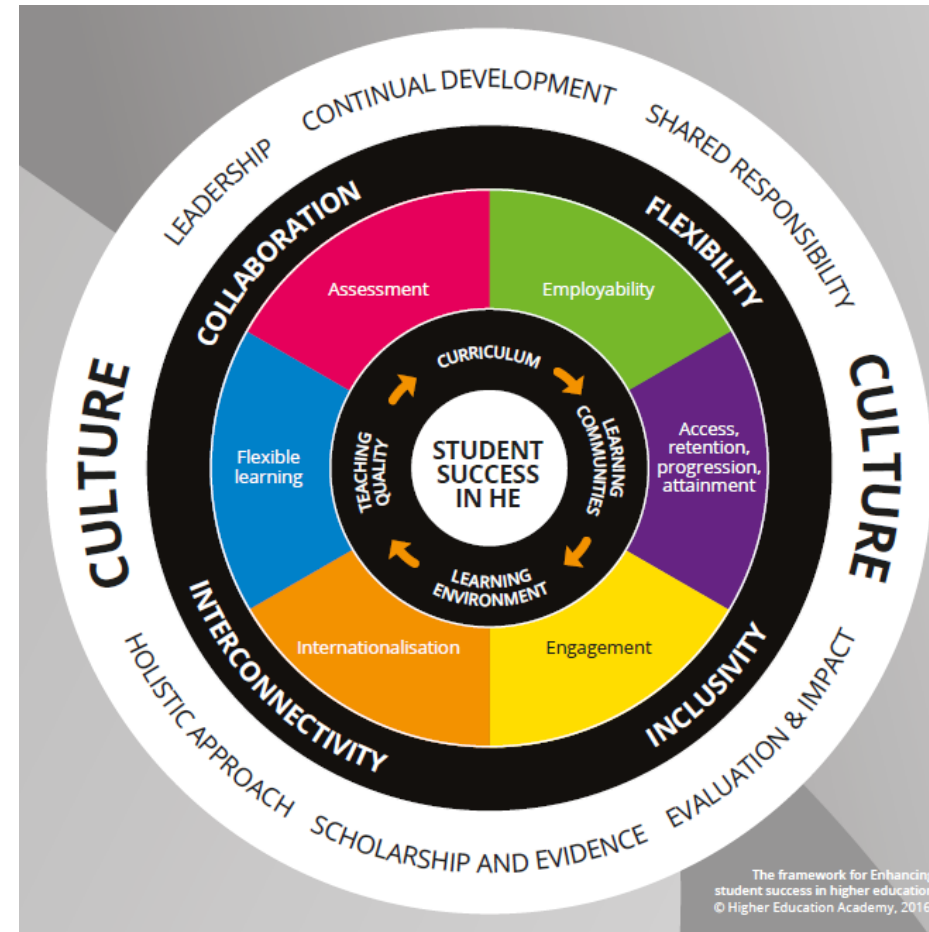 LEADERSHIP
CONTINUAL DEVELOPMENT
SHARED RESPONSIBILITY
COLLABORATION
FLEXIBILITY
Assessment
Employability
CURRICULUM
CULTURE
CULTURE
Flexible
learning
TEACHING
QUALITY
STUDENT
SUCCESS
IN HE
LEARNING
COMMUNITIES
Access,
retention,
progression,
attainment
LEARNING
ENVIRONMENT
Internationalisation
Engagement
INTERCONNECTIVITY
INCLUSIVITY
HOLISTIC APPROACH
SCHOLARSHIP AND EVIDENCE
EVALUATION & IMPACT
The framework for Enhancing
student success in higher education
© Higher Education Academy, 2016